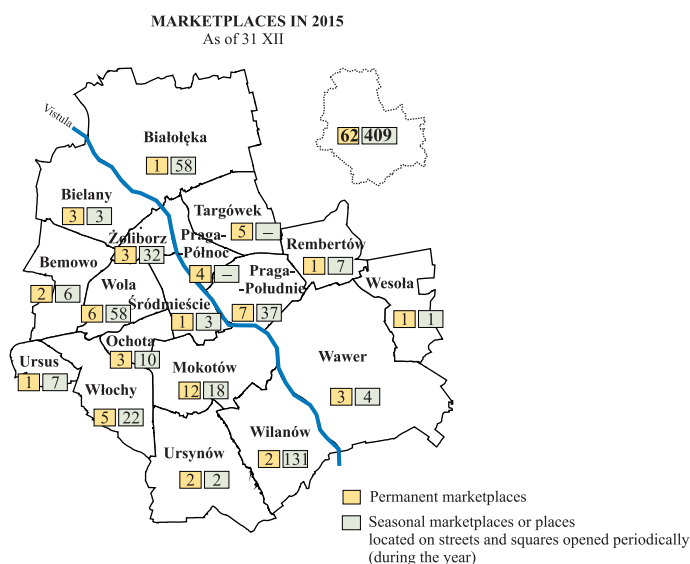 MARKETPLACES IN 2015
As of 31 XII
Vistula
62 409
Białołęka
1 58
Bielany
3 3
Targówek
5 –
Żoliborz
3 32
Praga-
-Północ
4 –
Rembertów
1 7
Bemowo
2 6
Wola
6 58
Praga-
-Południe
7 37
Wesoła
1 1
Śródmieście
1 3
Ochota
3 10
Ursus
1 7
Mokotów
12 18
Wawer
3 4
Włochy
5 22
Wilanów
2 131
Ursynów
2 2
Permanent marketplaces
Seasonal marketplaces or places
located on streets and squares opened periodically
(during the year)